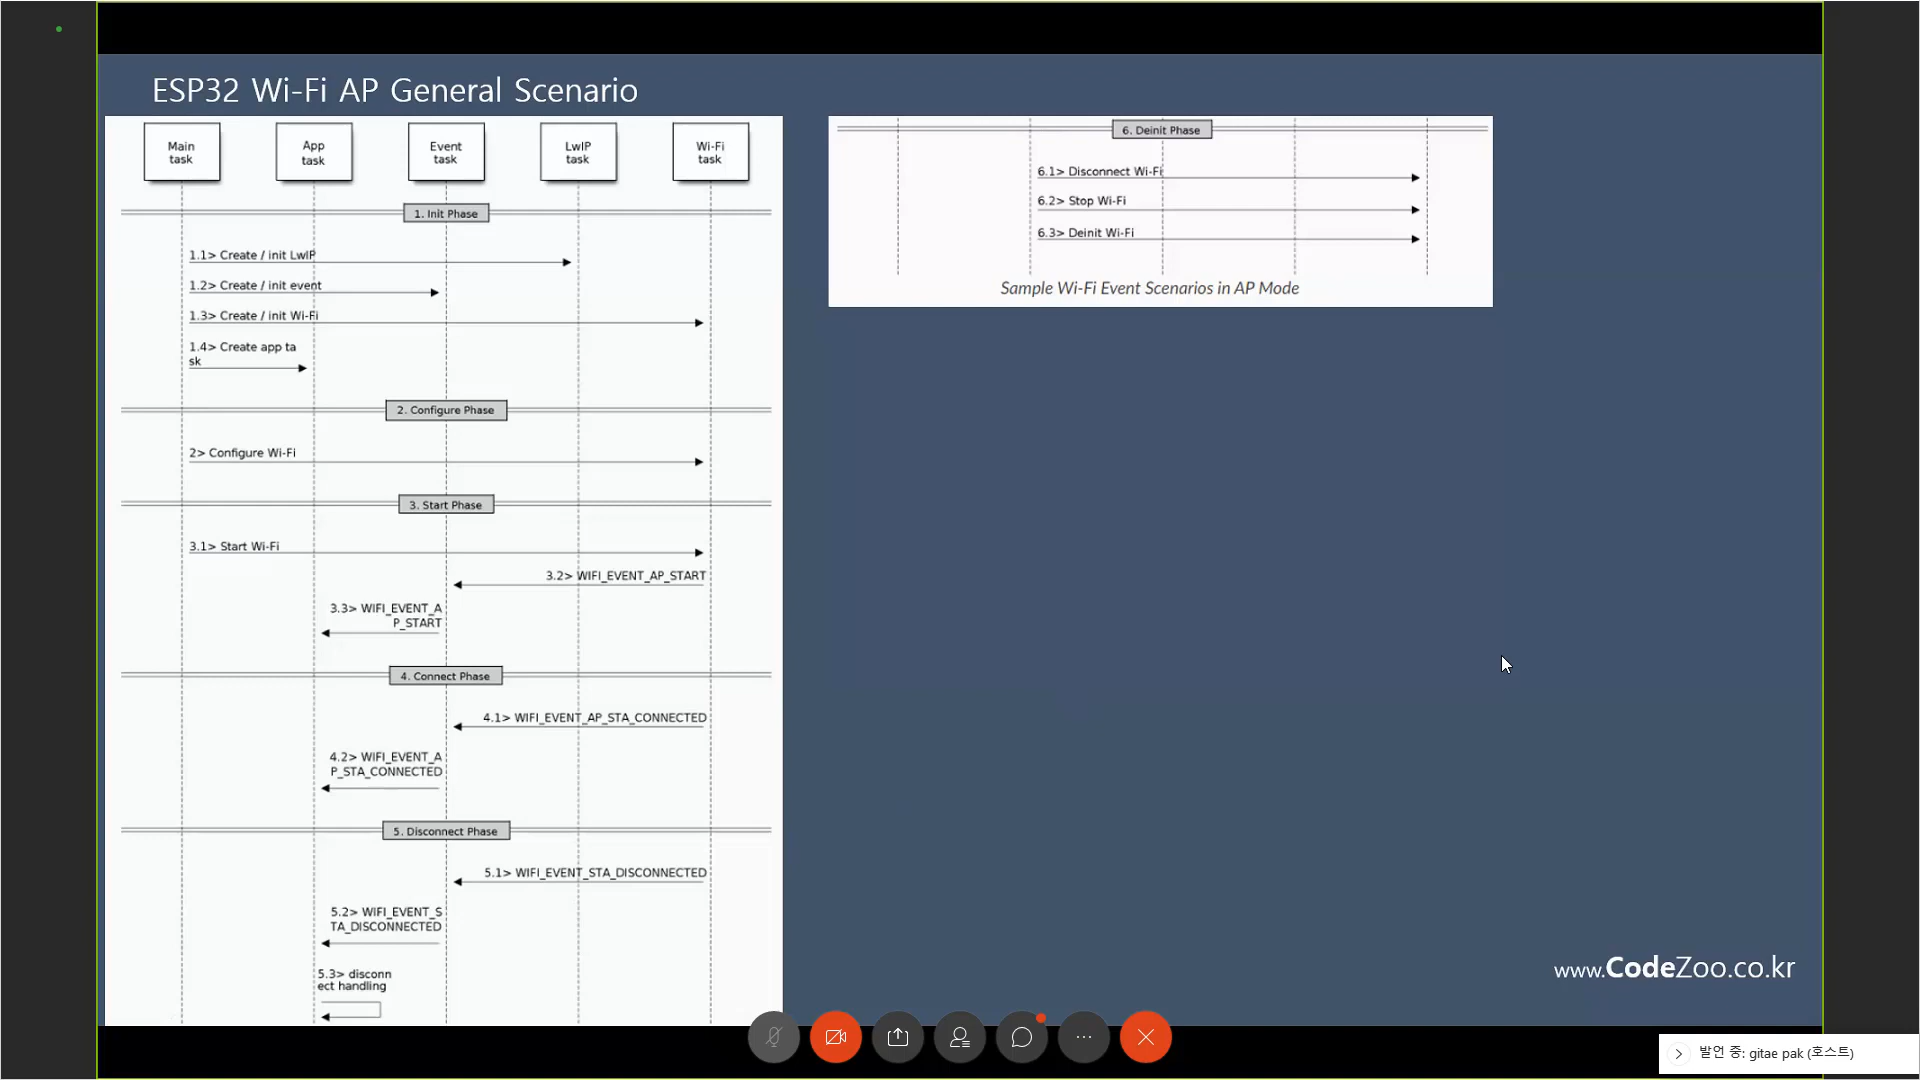 ESP32 Wi-Fi AP General Scenario
Main
task
App
task
Event
task
LwIP
task
Wi-Fi
task
1. Init Phase
1.1> Create / init LwIP
1.2> Create / init event
1.3> Create / init Wi-Fi
1.4> Create app ta
sk
2. Configure Phase
2> Configure Wi-Fi
3. Start Phase
3.1> Start Wi-Fi
3.2> WIFI_EVENT_AP_START
3.3> WIFI_EVENT_A
P_START
4. Connect Phase
4.1> WIFI_EVENT_AP_STA_CONNECTED
4.2> WIFI_EVENT_A
P_STA_CONNECTED
5. Disconnect Phase
5.1> WIFI_EVENT_STA_DISCONNECTED
5.2> WIFI_EVENT_S
TA_DISCONNECTED
5.3> disconn
ect handling
6. Deinit Phase
6.1> Disconnect Wi-Fi
6.2> Stop Wi-Fi
6.3> Deinit Wi-Fi
Sample Wi-Fi Event Scenarios in AP Mode
www.CodeZoo.co.kr
발언 중: gitae pak (호스트)